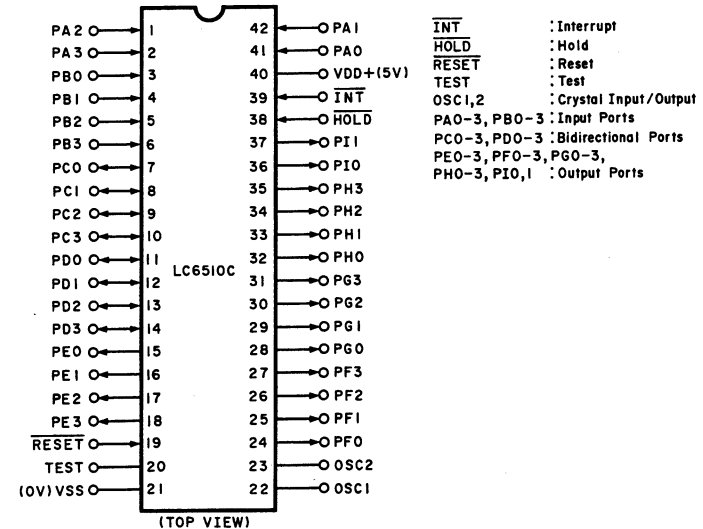 PA2 1 42 PA1
PA3 2 41 PA0
PB0 3 40 VDD+(5V)
PB1 4 39 INT
PB2 5 38 HOLD
PB3 6 37 PI1
PC0 7 36 PI0
PC1 8 35 PH3
PC2 9 34 PH2
PC3 10 33 PH1
PD0 11 32 PH0
LC6510C
PD1 12 31 PG3
PD2 13 30 PG2
PD3 14 29 PG1
PE0 15 28 PG0
PE1 16 27 PF3
PE2 17 26 PF2
PE3 18 25 PF1
RESET 19 24 PF0
TEST 20 23 OSC2
(0V)VSS 21 22 OSC1
(TOP VIEW)
INT : Interrupt
HOLD : Hold
RESET : Reset
TEST : Test
OSC1,2 : Crystal Input/Output
PA0-3, PB0-3 : Input Ports
PC0-3, PD0-3 : Bidirectional Ports
PE0-3, PF0-3, PG0-3,
PH0-3, PI0,1 : Output Ports